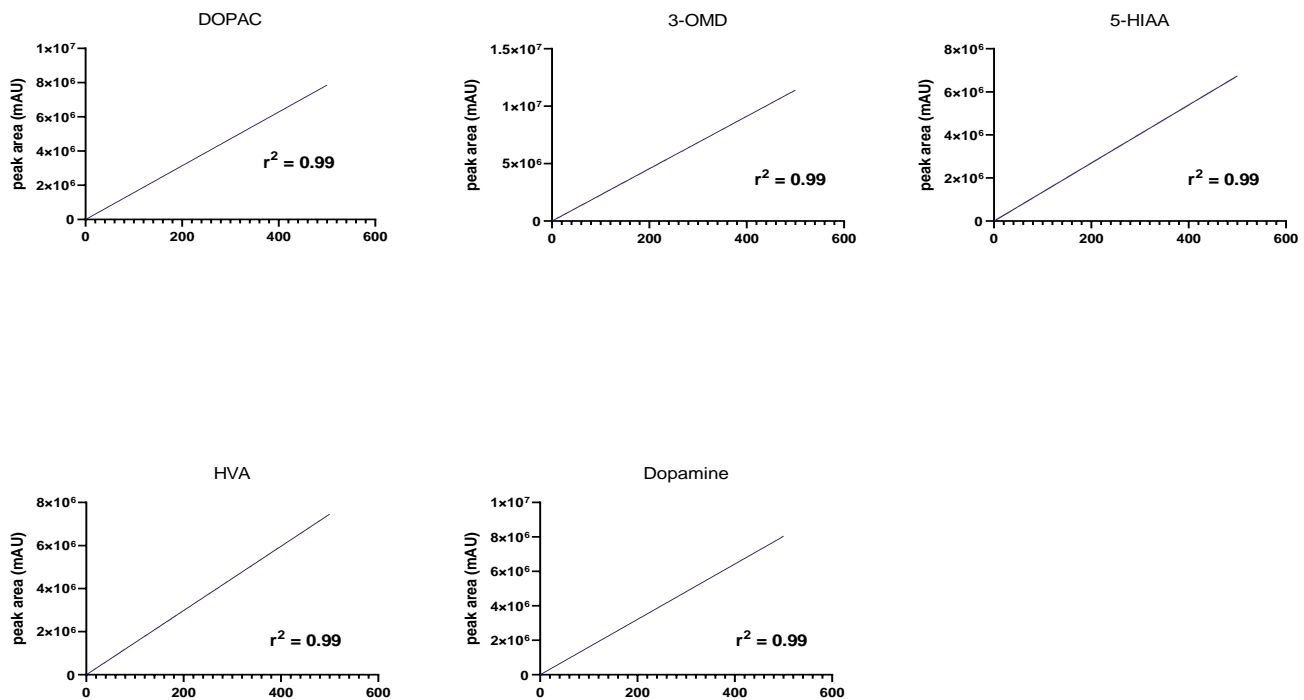 DOPAC
1×10⁷
8×10⁶
6×10⁶
4×10⁶
2×10⁶
0
peak area (mAU)
r² = 0.99
0 200 400 600
3-OMD
1.5×10⁷
1×10⁷
5×10⁶
0
peak area (mAU)
r² = 0.99
0 200 400 600
5-HIAA
8×10⁶
6×10⁶
4×10⁶
2×10⁶
0
peak area (mAU)
r² = 0.99
0 200 400 600
HVA
8×10⁶
6×10⁶
4×10⁶
2×10⁶
0
peak area (mAU)
r² = 0.99
0 200 400 600
Dopamine
1×10⁷
8×10⁶
6×10⁶
4×10⁶
2×10⁶
0
peak area (mAU)
r² = 0.99
0 200 400 600